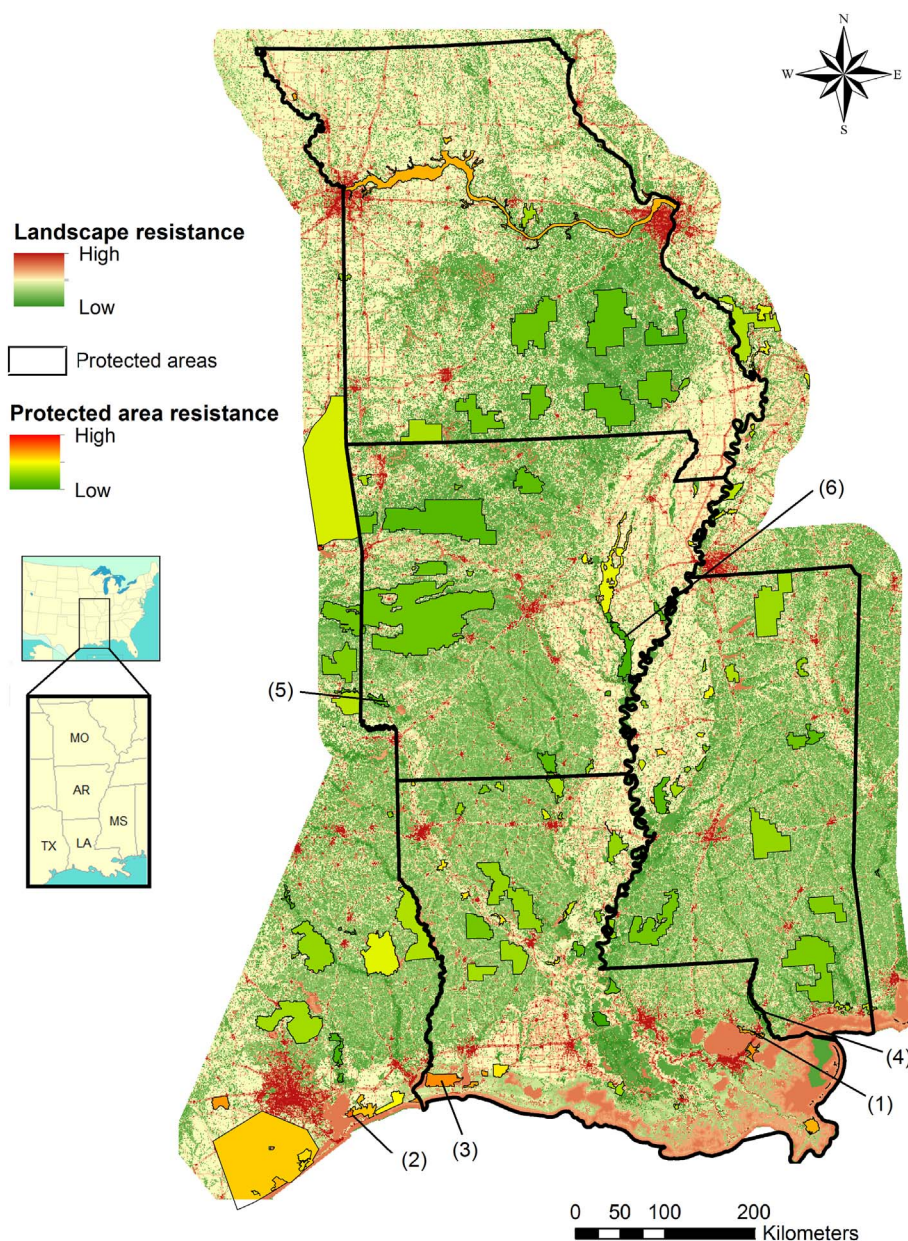 N
W E
S
Landscape resistance
High
Low
Protected areas
Protected area resistance
High
Low
(6)
(5)
MO
AR
MS
TX
LA
(4)
(1)
(2)
(3)
0 50 100 200
Kilometers